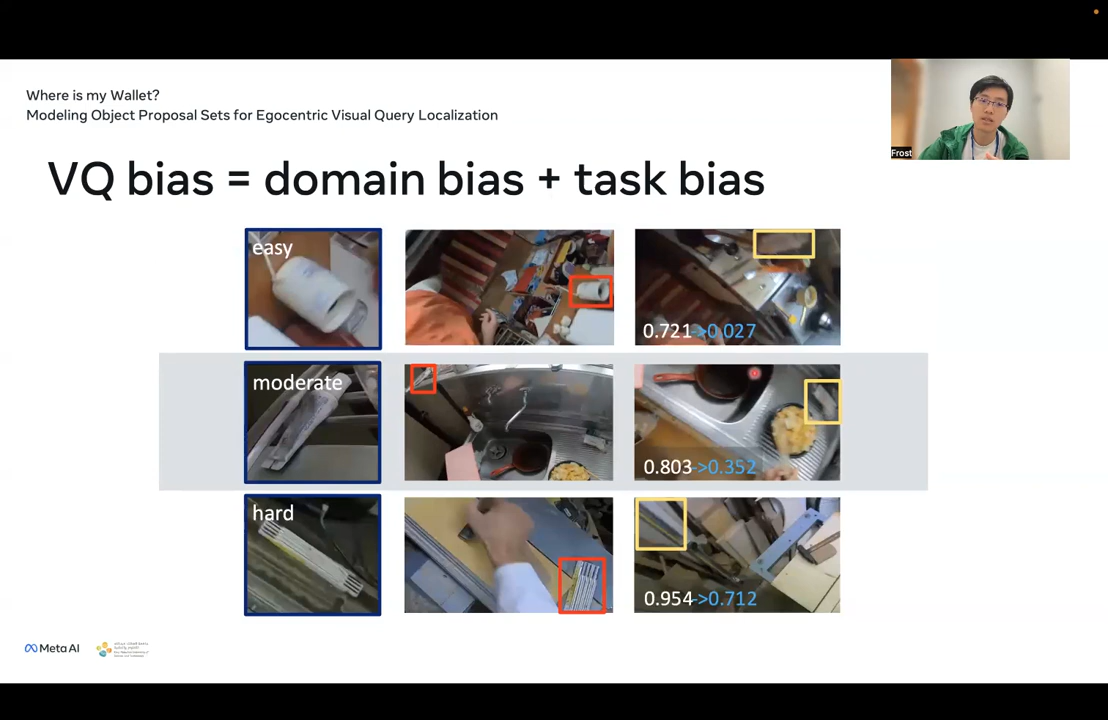 Where is my Wallet?
Modeling Object Proposal Sets for Egocentric Visual Query Localization
Frost
VQ bias = domain bias + task bias
easy
0.721->0.027
moderate
0.803->0.352
hard
0.954->0.712
Meta AI